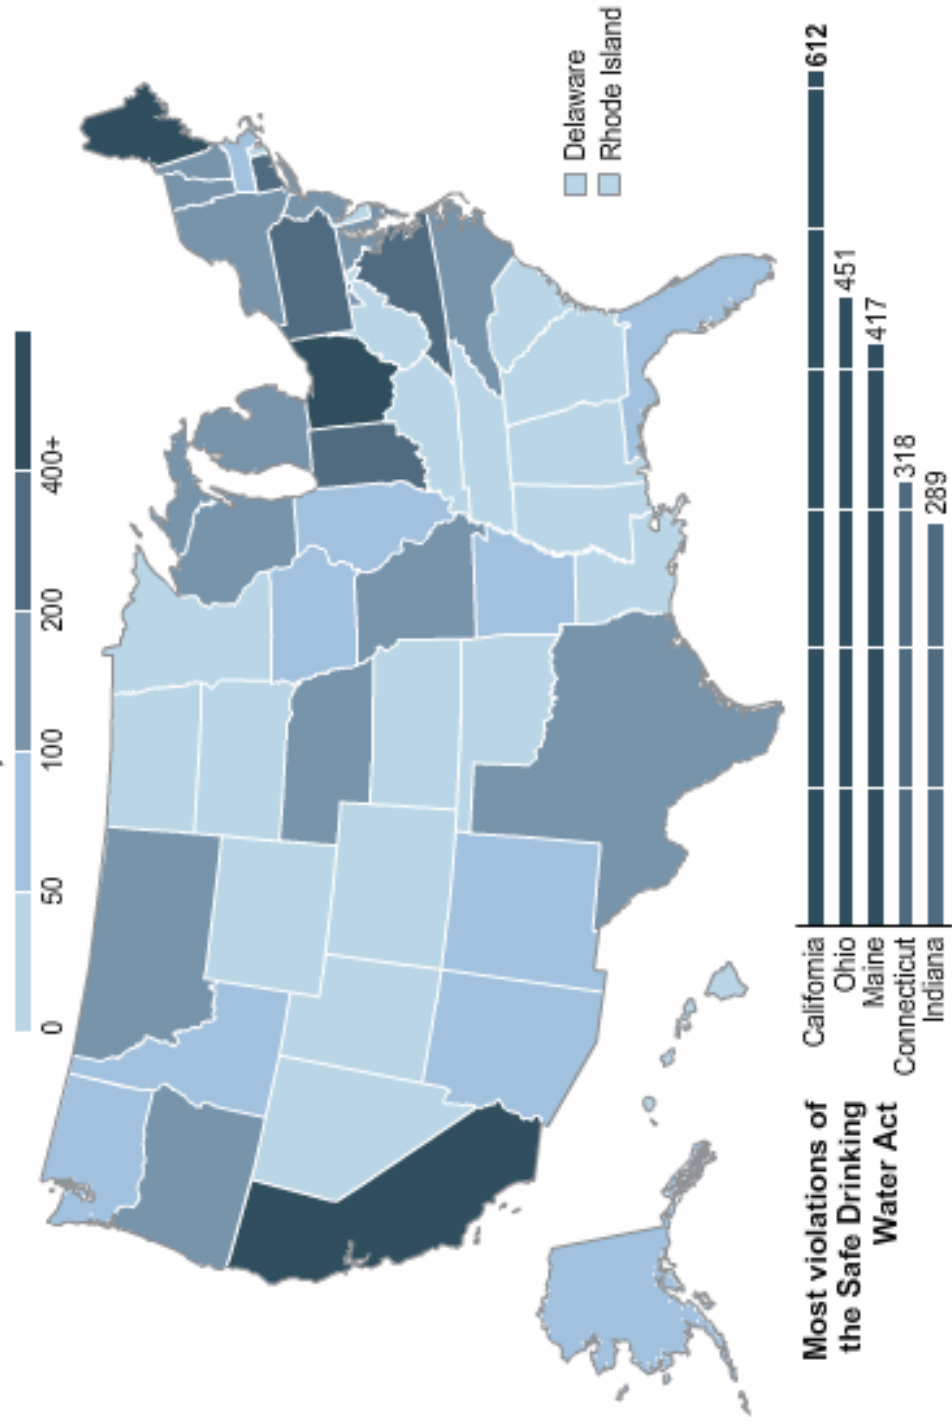 0 50 100 200 400+
Delaware
Rhode Island
Most violations of
the Safe Drinking
Water Act
California 612
Ohio 451
Maine 417
Connecticut 318
Indiana 289